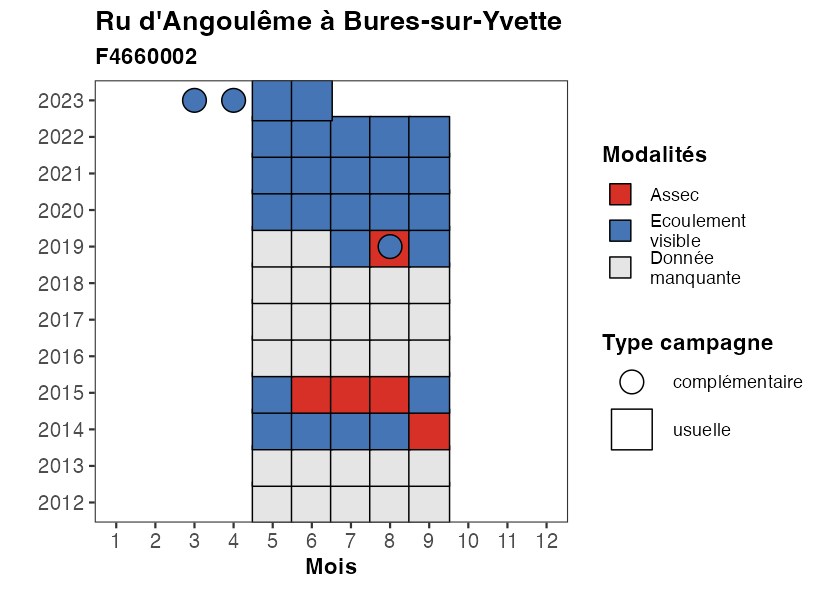 Ru d'Angoulême à Bures-sur-Yvette
F4660002
2023
2022
2021
2020
2019
2018
2017
2016
2015
2014
2013
2012
1 2 3 4 5 6 7 8 9 10 11 12
Mois
Modalités
Assec
Ecoulement
visible
Donnée
manquante
Type campagne
complémentaire
usuelle